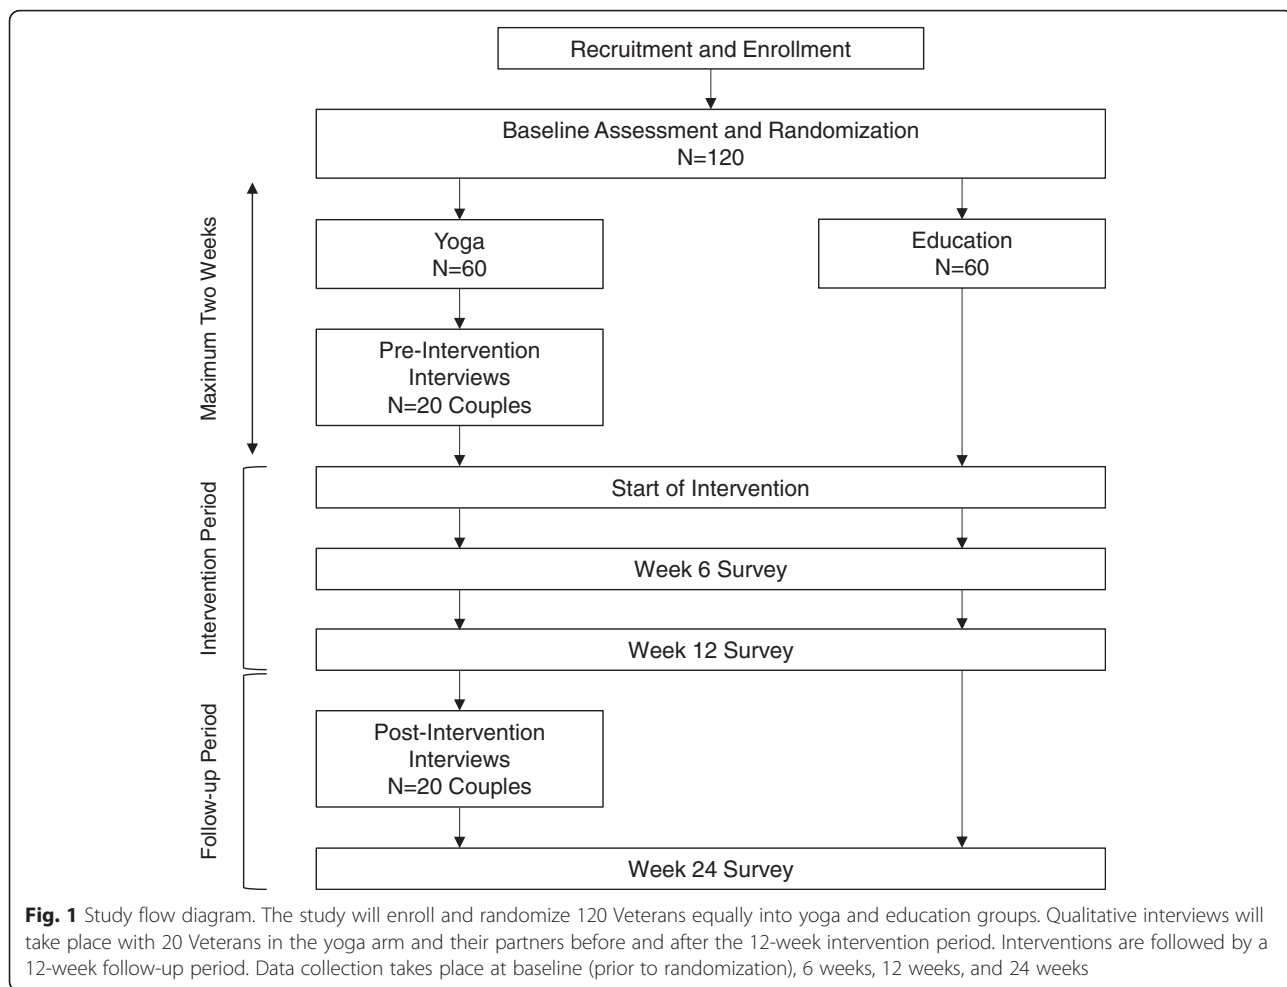 Recruitment and Enrollment
Baseline Assessment and Randomization
N=120
Maximum Two Weeks
Yoga
N=60
Education
N=60
Pre-Intervention
Interviews
N=20 Couples
Intervention Period
Start of Intervention
Week 6 Survey
Week 12 Survey
Follow-up Period
Post-Intervention
Interviews
N=20 Couples
Week 24 Survey
Fig. 1 Study flow diagram. The study will enroll and randomize 120 Veterans equally into yoga and education groups. Qualitative interviews will
take place with 20 Veterans in the yoga arm and their partners before and after the 12-week intervention period. Interventions are followed by a
12-week follow-up period. Data collection takes place at baseline (prior to randomization), 6 weeks, 12 weeks, and 24 weeks